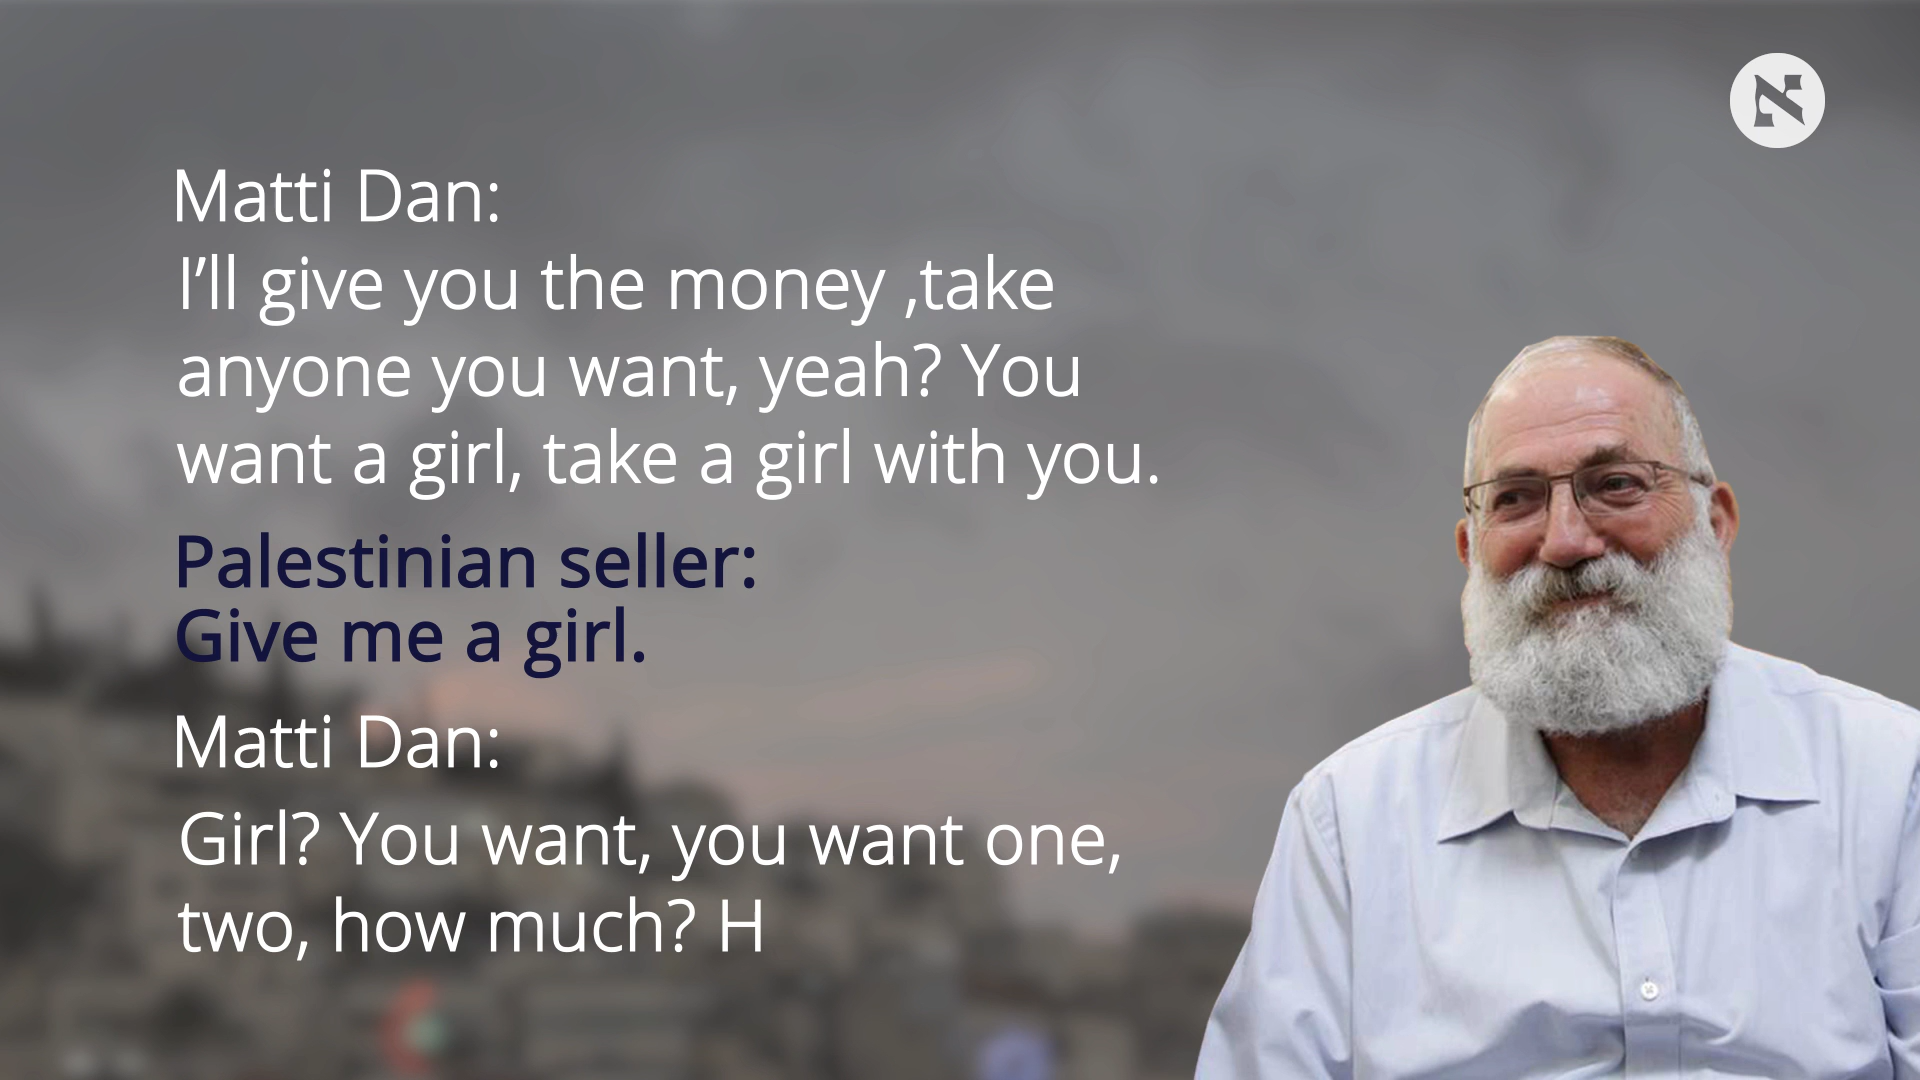 א
Matti Dan:
I’ll give you the money ,take
anyone you want, yeah? You
want a girl, take a girl with you.
Palestinian seller:
Give me a girl.
Matti Dan:
Girl? You want, you want one,
two, how much? H